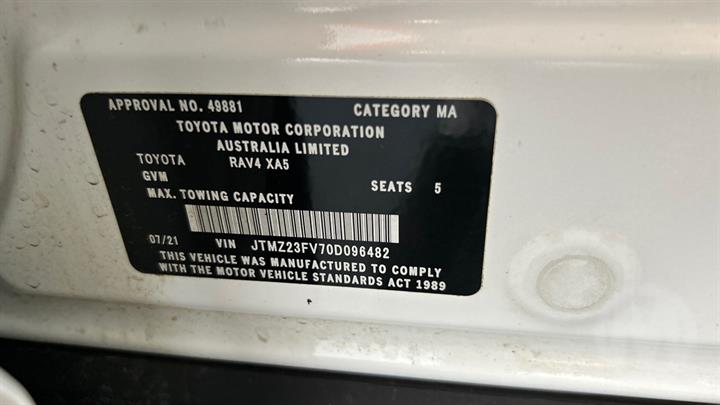 APPROVAL NO. 49881 CATEGORY MA
TOYOTA MOTOR CORPORATION
AUSTRALIA LIMITED
TOYOTA RAV4 XA5
GVM SEATS 5
MAX. TOWING CAPACITY
07/21 VIN JTMZ23FV70D096482
THIS VEHICLE WAS MANUFACTURED TO COMPLY
WITH THE MOTOR VEHICLE STANDARDS ACT 1989